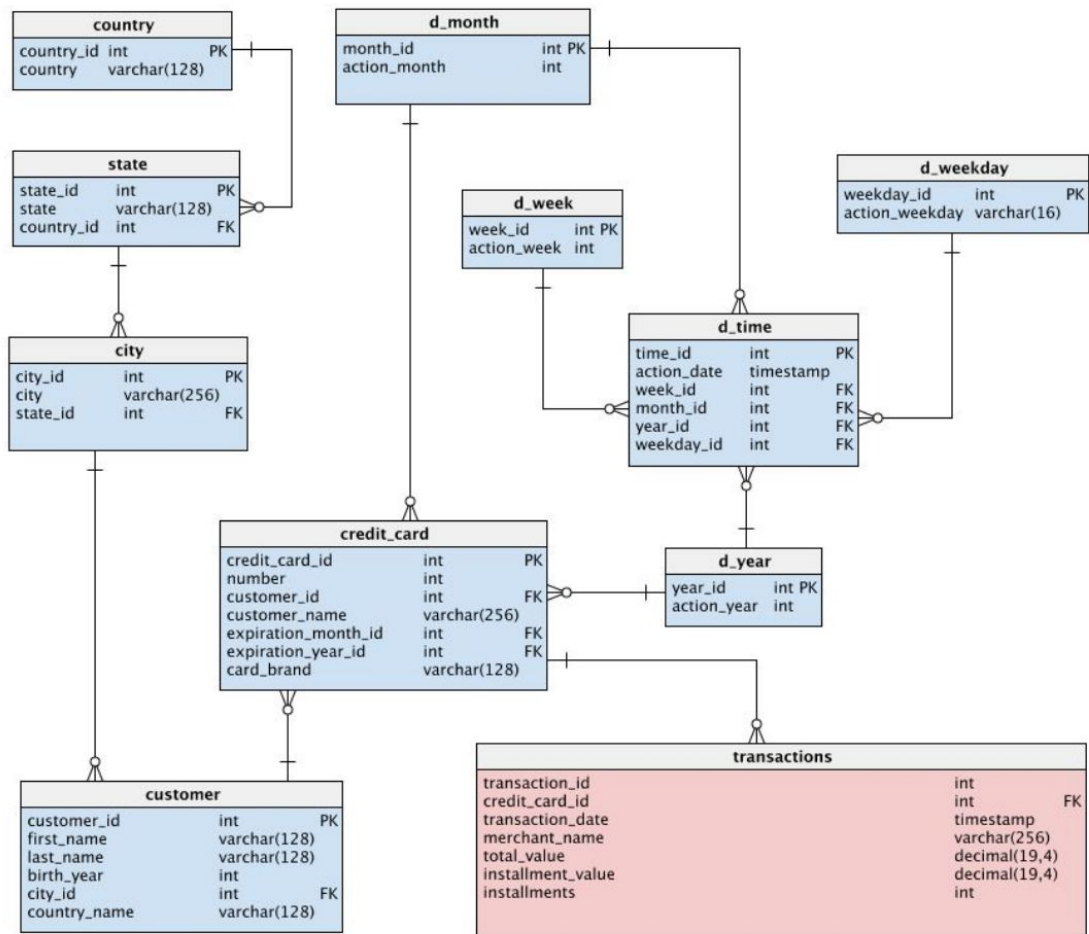 country
country_id int PK
country varchar(128)
d_month
month_id int PK
action_month int
state
state_id int PK
state varchar(128)
country_id int FK
d_week
week_id int PK
action_week int
d_weekday
weekday_id int PK
action_weekday varchar(16)
city
city_id int PK
city varchar(256)
state_id int FK
d_time
time_id int PK
action_date timestamp
week_id int FK
month_id int FK
year_id int FK
weekday_id int FK
credit_card
credit_card_id int PK
number int
customer_id int FK
customer_name varchar(256)
expiration_month_id int FK
expiration_year_id int FK
card_brand varchar(128)
d_year
year_id int PK
action_year int
customer
customer_id int PK
first_name varchar(128)
last_name varchar(128)
birth_year int
city_id int FK
country_name varchar(128)
transactions
transaction_id int
credit_card_id int FK
transaction_date timestamp
merchant_name varchar(256)
total_value decimal(19,4)
installment_value decimal(19,4)
installments int